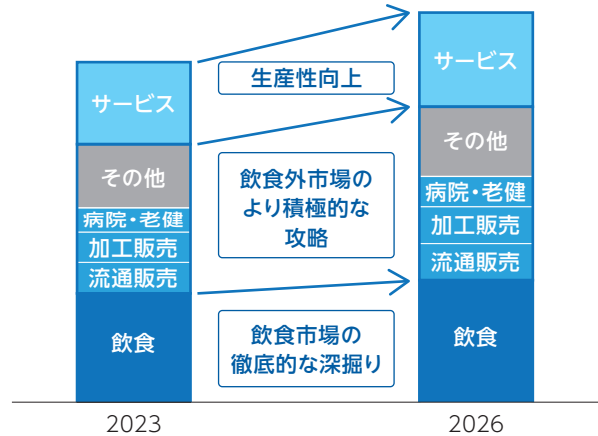 サービス
その他
病院・老健
加工販売
流通販売
飲食
2023
生産性向上
飲食外市場の
より積極的な
攻略
飲食市場の
徹底的な深掘り
サービス
その他
病院・老健
加工販売
流通販売
飲食
2026